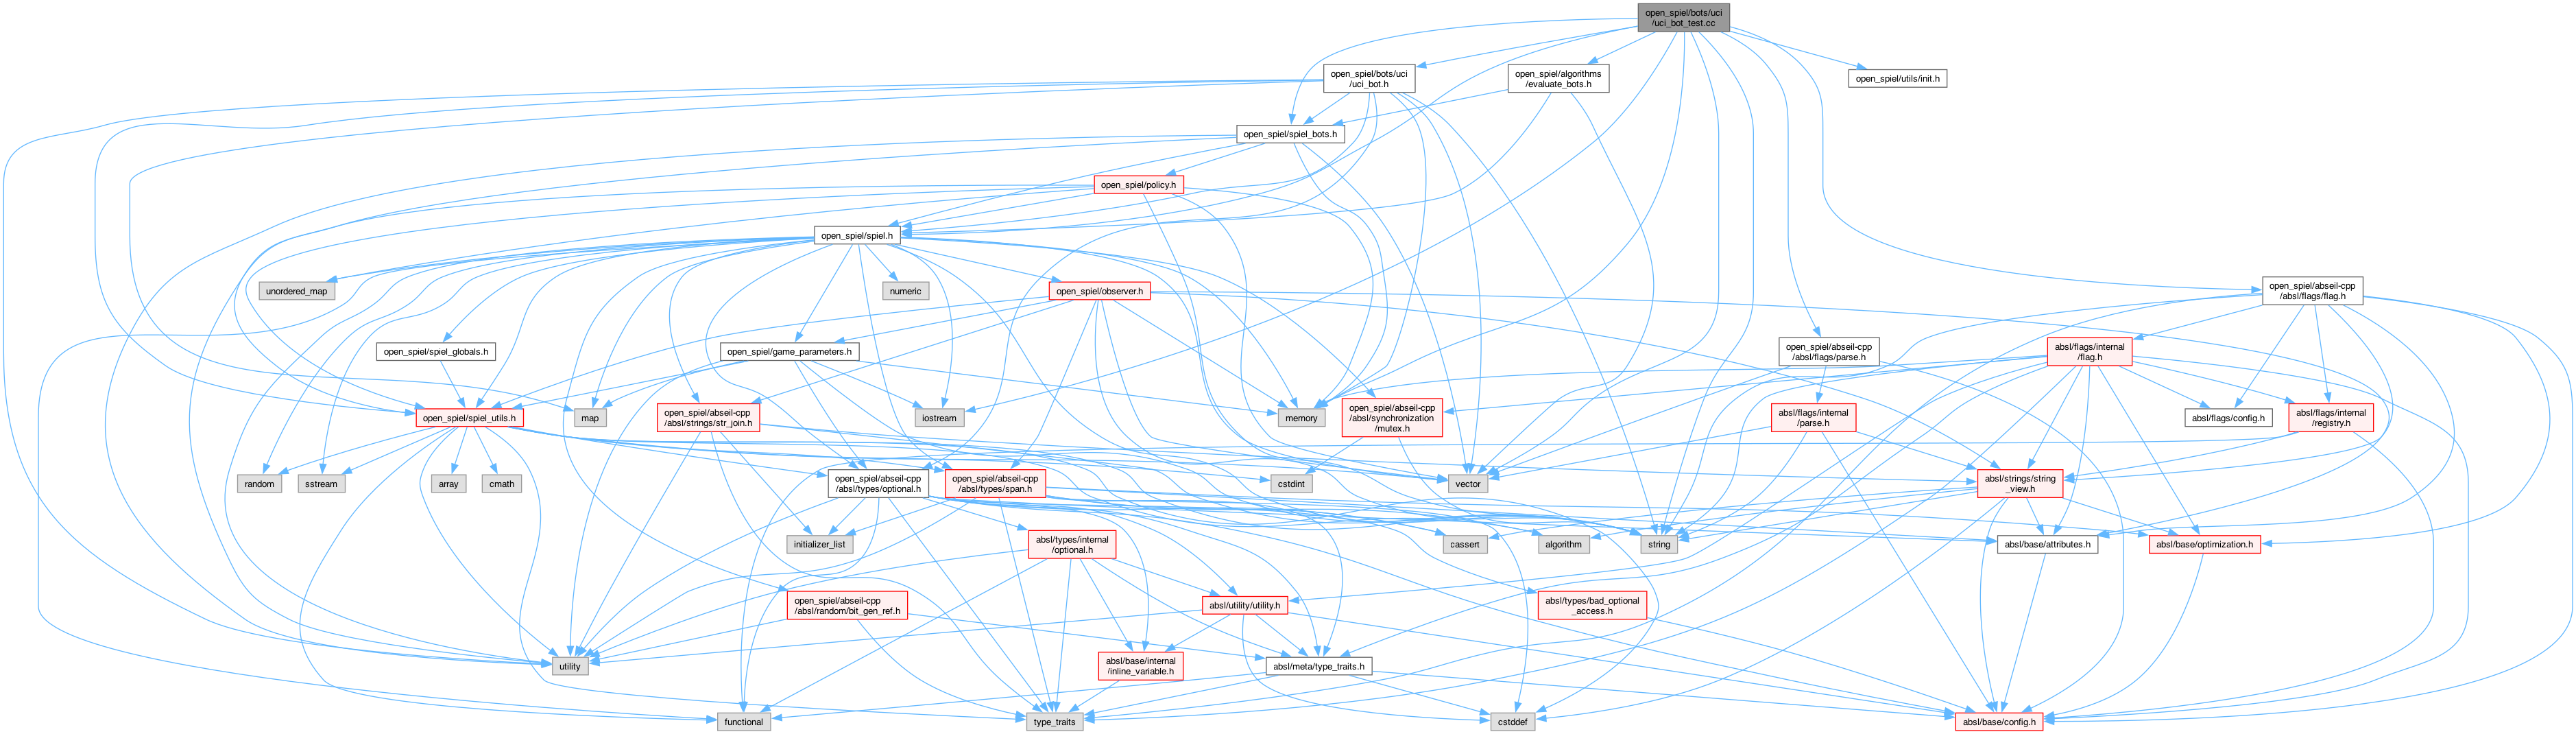 open_spiel/bots/uci
/uci_bot_test.cc
open_spiel/bots/uci
/uci_bot.h
open_spiel/algorithms
/evaluate_bots.h
open_spiel/utils/init.h
open_spiel/spiel_bots.h
open_spiel/policy.h
open_spiel/spiel.h
unordered_map
numeric
open_spiel/observer.h
open_spiel/abseil-cpp
/absl/flags/flag.h
open_spiel/spiel_globals.h
open_spiel/game_parameters.h
open_spiel/abseil-cpp
/absl/flags/parse.h
absl/flags/internal
/flag.h
open_spiel/spiel_utils.h
map
open_spiel/abseil-cpp
/absl/strings/str_join.h
iostream
memory
open_spiel/abseil-cpp
/absl/synchronization
/mutex.h
absl/flags/internal
/parse.h
absl/flags/config.h
absl/flags/internal
/registry.h
random
sstream
array
cmath
open_spiel/abseil-cpp
/absl/types/optional.h
open_spiel/abseil-cpp
/absl/types/span.h
cstdint
vector
absl/strings/string
_view.h
initializer_list
absl/types/internal
/optional.h
cassert
algorithm
string
absl/base/attributes.h
absl/base/optimization.h
open_spiel/abseil-cpp
/absl/random/bit_gen_ref.h
absl/utility/utility.h
absl/types/bad_optional
_access.h
utility
absl/base/internal
/inline_variable.h
absl/meta/type_traits.h
functional
type_traits
cstddef
absl/base/config.h